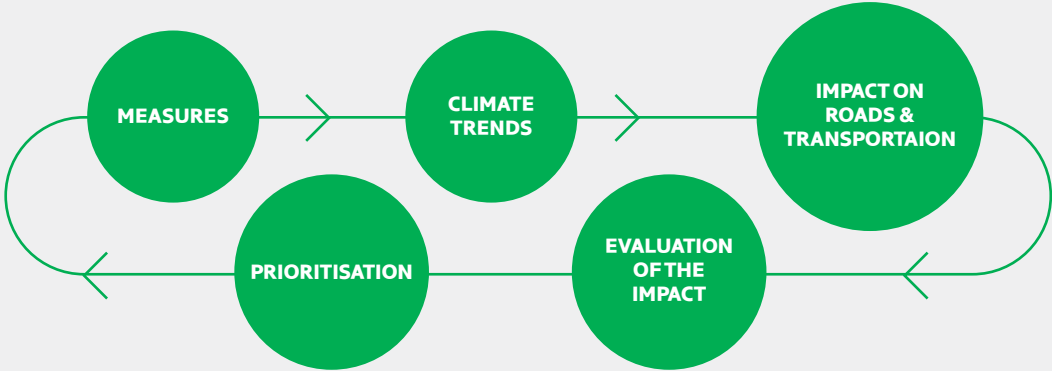 MEASURES
CLIMATE
TRENDS
IMPACT ON
ROADS &
TRANSPORTAION
PRIORITISATION
EVALUATION
OF THE
IMPACT